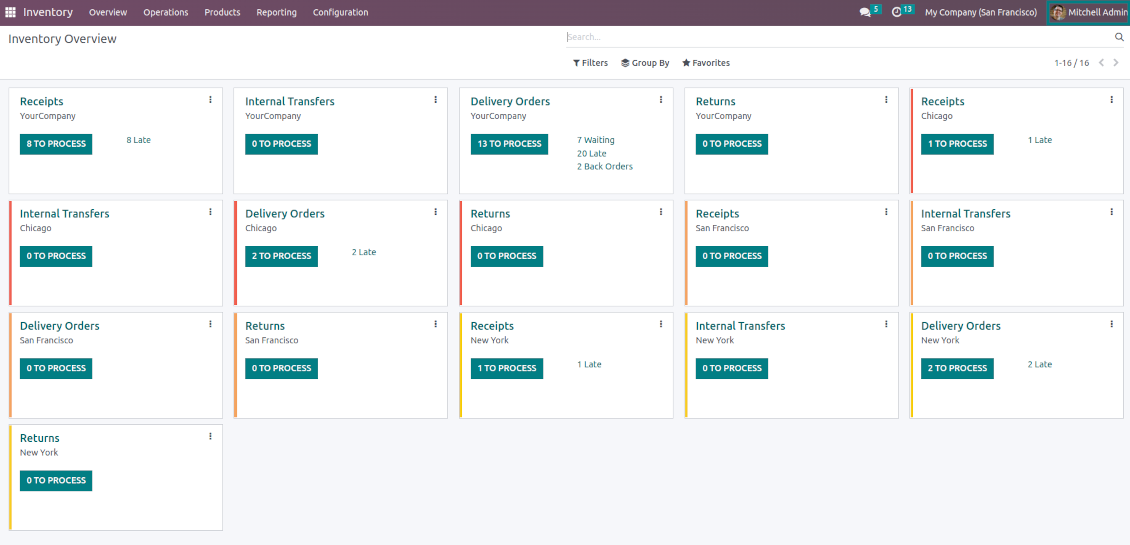 Inventory Overview Operations Products Reporting Configuration 5 13 My Company (San Francisco) Mitchell Admin
Inventory Overview Search...
Filters Group By Favorites 1-16 / 16
Receipts
YourCompany
8 TO PROCESS 8 Late
Internal Transfers
YourCompany
0 TO PROCESS
Delivery Orders
YourCompany
13 TO PROCESS 7 Waiting
20 Late
2 Back Orders
Returns
YourCompany
0 TO PROCESS
Receipts
Chicago
1 TO PROCESS 1 Late
Internal Transfers
Chicago
0 TO PROCESS
Delivery Orders
Chicago
2 TO PROCESS 2 Late
Returns
Chicago
0 TO PROCESS
Receipts
San Francisco
0 TO PROCESS
Internal Transfers
San Francisco
0 TO PROCESS
Delivery Orders
San Francisco
0 TO PROCESS
Returns
San Francisco
0 TO PROCESS
Receipts
New York
1 TO PROCESS 1 Late
Internal Transfers
New York
0 TO PROCESS
Delivery Orders
New York
2 TO PROCESS 2 Late
Returns
New York
0 TO PROCESS